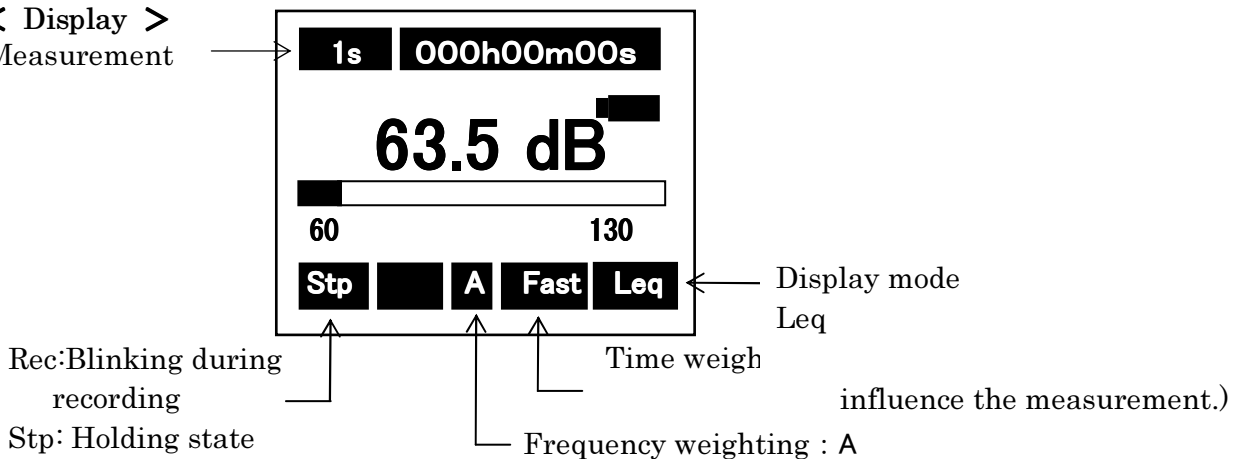 < Display >
Measurement
1s 000h00m00s
63.5 dB
60 130
Stp A Fast Leq
Display mode
Leq
Rec:Blinking during
recording
Stp: Holding state
Time weigh
influence the measurement.)
Frequency weighting : A